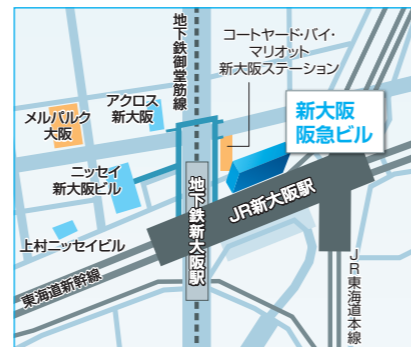 地下鉄御堂筋線
コートヤード・バイ・
マリオット
新大阪ステーション
アクロス
新大阪
メルパルク
大阪
新大阪
阪急ビル
ニッセイ
新大阪ビル
地下鉄新大阪駅
JR新大阪駅
上村ニッセイビル
東海道新幹線
JR東海道本線